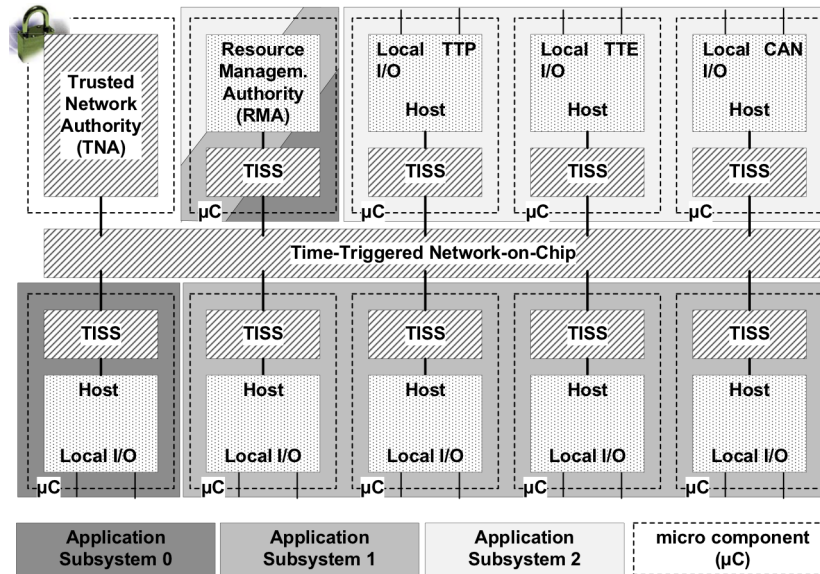 Trusted
Network
Authority
(TNA)
Resource
Managem.
Authority
(RMA)
TISS
µC
Local TTP
I/O
Host
TISS
µC
Local TTE
I/O
Host
TISS
µC
Local CAN
I/O
Host
TISS
µC
Time-Triggered Network-on-Chip
TISS
Host
Local I/O
µC
TISS
Host
Local I/O
µC
TISS
Host
Local I/O
µC
TISS
Host
Local I/O
µC
TISS
Host
Local I/O
µC
Application
Subsystem 0
Application
Subsystem 1
Application
Subsystem 2
micro component
(µC)